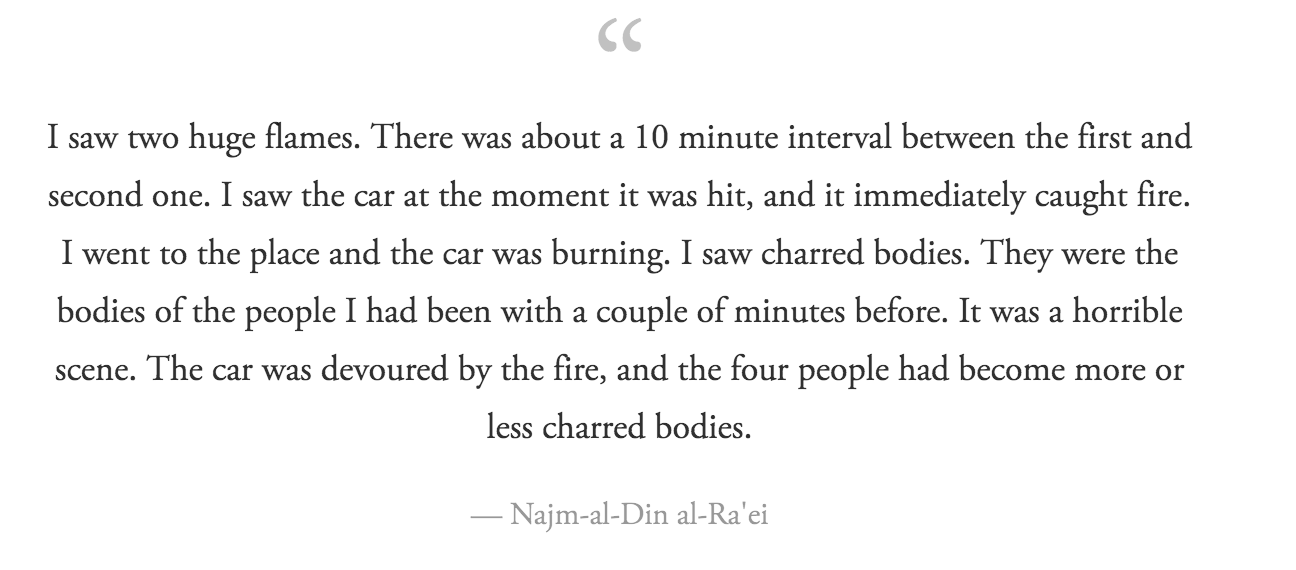 “
I saw two huge flames. There was about a 10 minute interval between the first and
second one. I saw the car at the moment it was hit, and it immediately caught fire.
I went to the place and the car was burning. I saw charred bodies. They were the
bodies of the people I had been with a couple of minutes before. It was a horrible
scene. The car was devoured by the fire, and the four people had become more or
less charred bodies.
— Najm-al-Din al-Ra'ei